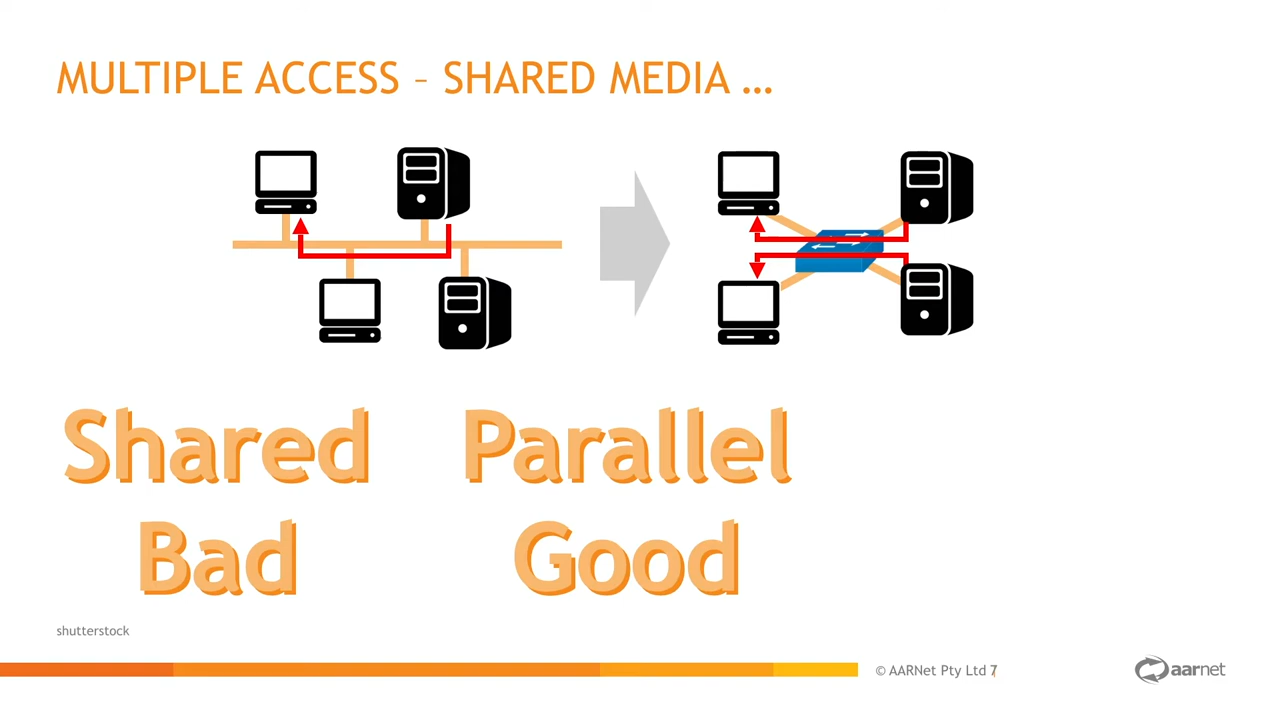 MULTIPLE ACCESS – SHARED MEDIA …
Shared
Bad
Parallel
Good
shutterstock
© AARNet Pty Ltd 7
aarnet